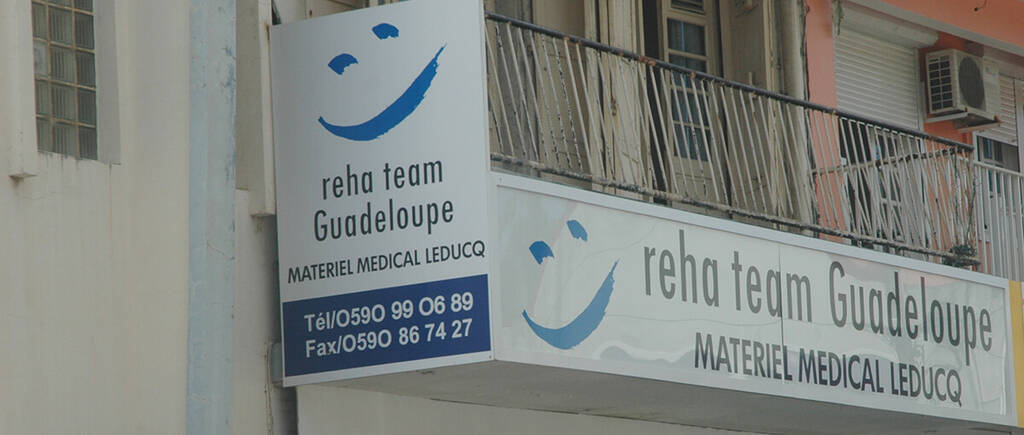 reha team
Guadeloupe
MATERIEL MEDICAL LEDUCQ
Tél/0590 99 06 89
Fax/0590 86 74 27
reha team Guadeloupe
MATERIEL MEDICAL LEDUCQ